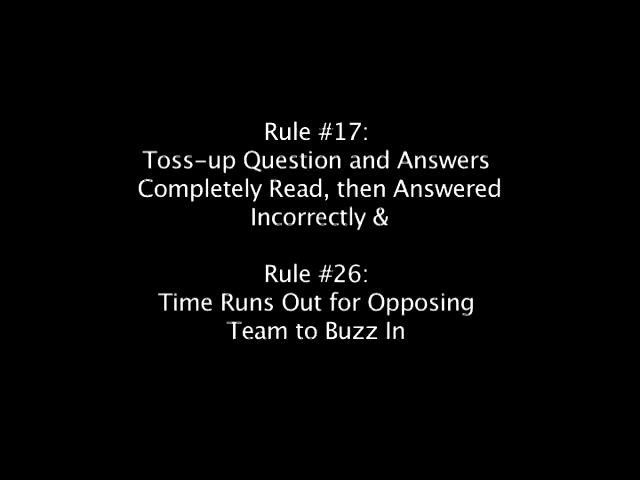 Rule #17:
Toss-up Question and Answers
Completely Read, then Answered
Incorrectly &
Rule #26:
Time Runs Out for Opposing
Team to Buzz In